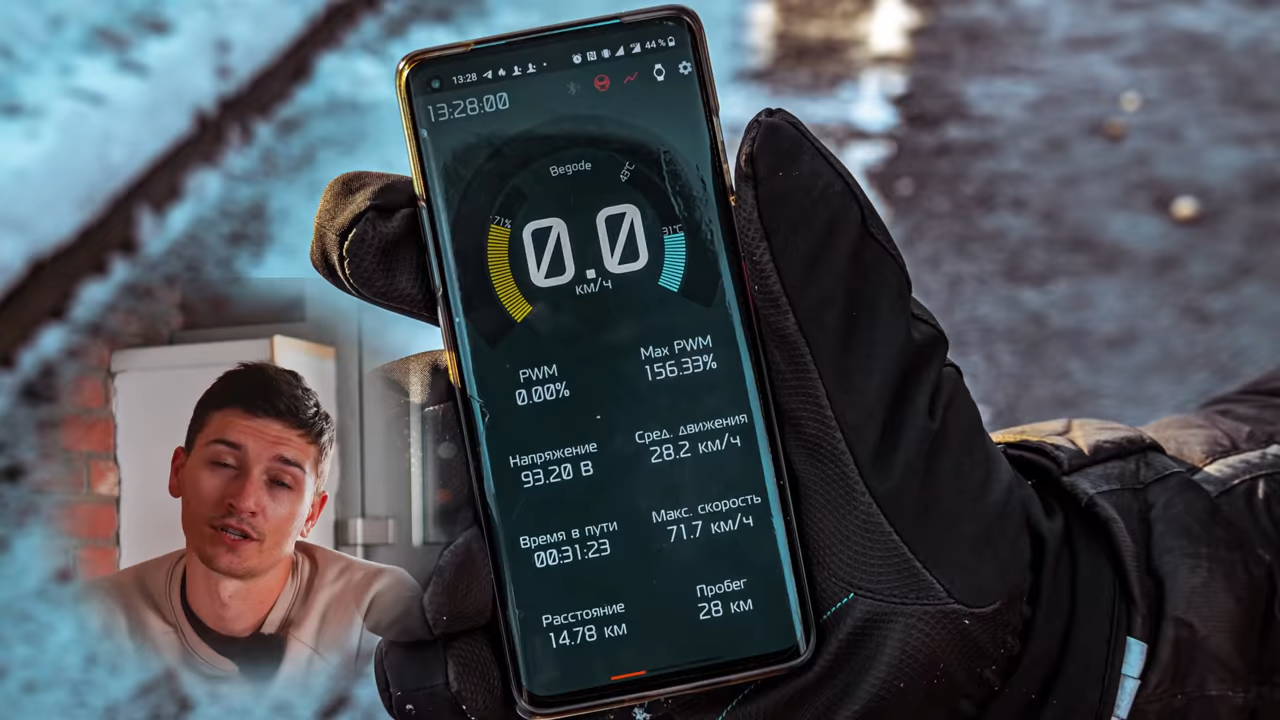 13:28
44 %
13:28:00
Begode
43℃
71%
31℃
0.0
км/ч
PWM
0.00%
Max PWM
156.33%
Напряжение
93.20 В
Сред. движения
28.2 км/ч
Время в пути
00:31:23
Макс. скорость
71.7 км/ч
Расстояние
14.78 км
Пробег
28 км